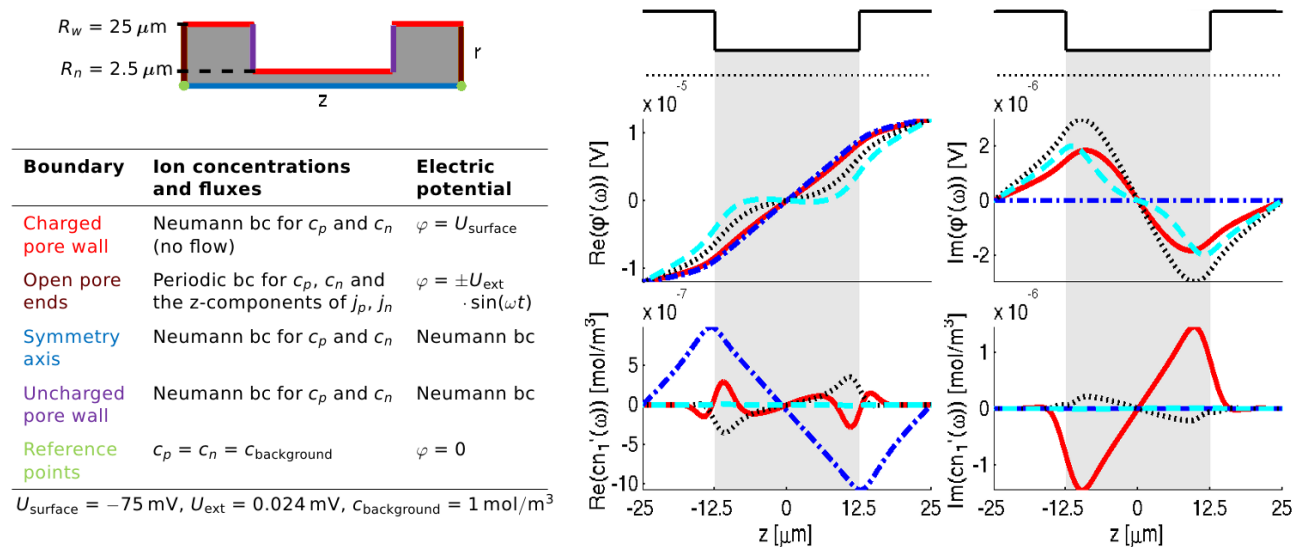 R_w = 25 μm
R_n = 2.5 μm
r
z
Boundary Ion concentrations and fluxes Electric potential
Charged pore wall Neumann bc for c_p and c_n (no flow) φ = U_surface
Open pore ends Periodic bc for c_p, c_n and the z-components of j_p, j_n φ = ±U_ext · sin(ωt)
Symmetry axis Neumann bc for c_p and c_n Neumann bc
Uncharged pore wall Neumann bc for c_p and c_n Neumann bc
Reference points c_p = c_n = c_background φ = 0
U_surface = −75 mV, U_ext = 0.024 mV, c_background = 1 mol/m³
x 10⁻⁵
Re(φ'(ω)) [V]
1
0
-1
x 10⁻⁶
Im(φ'(ω)) [V]
2
0
-2
x 10⁻⁷
Re(cn₁'(ω)) [mol/m³]
5
0
-5
-10
-25 -12.5 0 12.5 25
z [μm]
x 10⁻⁶
Im(cn₁'(ω)) [mol/m³]
1
0
-1
-25 -12.5 0 12.5 25
z [μm]